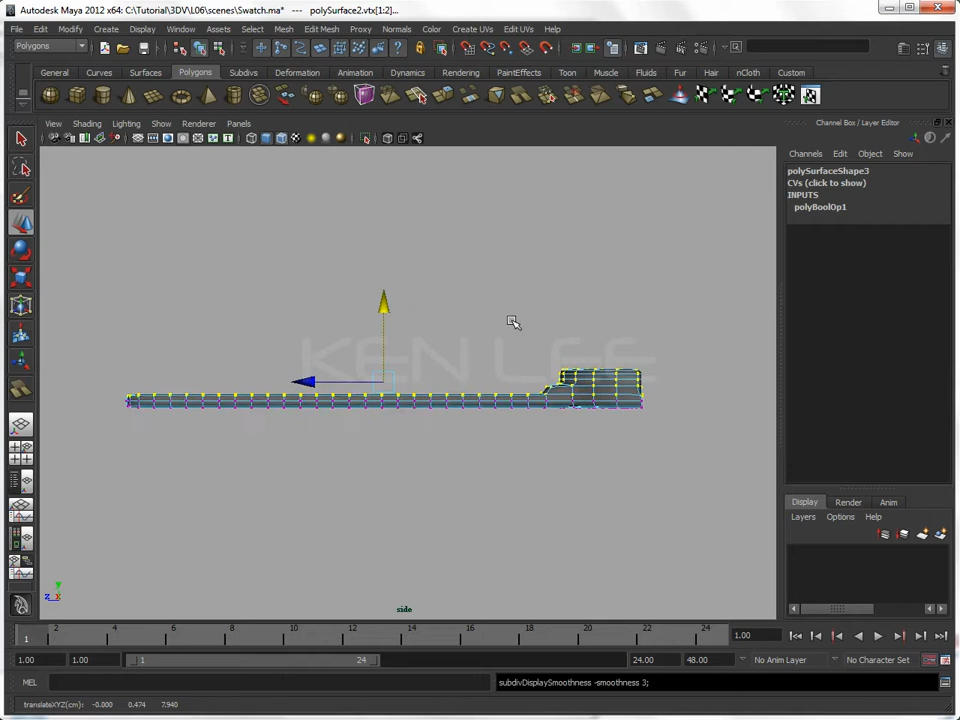 Autodesk Maya 2012 x64: C:\Tutorial\3DV\L06\scenes\Swatch.ma* --- polySurface2.vtx[1:2]...
File Edit Modify Create Display Window Assets Select Mesh Edit Mesh Proxy Normals Color Create UVs Edit UVs Help
Polygons
General Curves Surfaces Polygons Subdivs Deformation Animation Dynamics Rendering PaintEffects Toon Muscle Fluids Fur Hair nCloth Custom
View Shading Lighting Show Renderer Panels
Channel Box / Layer Editor
Channels Edit Object Show
polySurfaceShape3
CVs (click to show)
INPUTS
polyBoolOp1
KEN LEE
Display Render Anim
Layers Options Help
y
z x
side
2 4 6 8 10 12 14 16 18 20 22 24
1
1.00
1.00 1.00 1 24 24.00 48.00 No Anim Layer No Character Set
MEL subdivDisplaySmoothness -smoothness 3;
translateXYZ(cm): -0.000 0.474 7.940